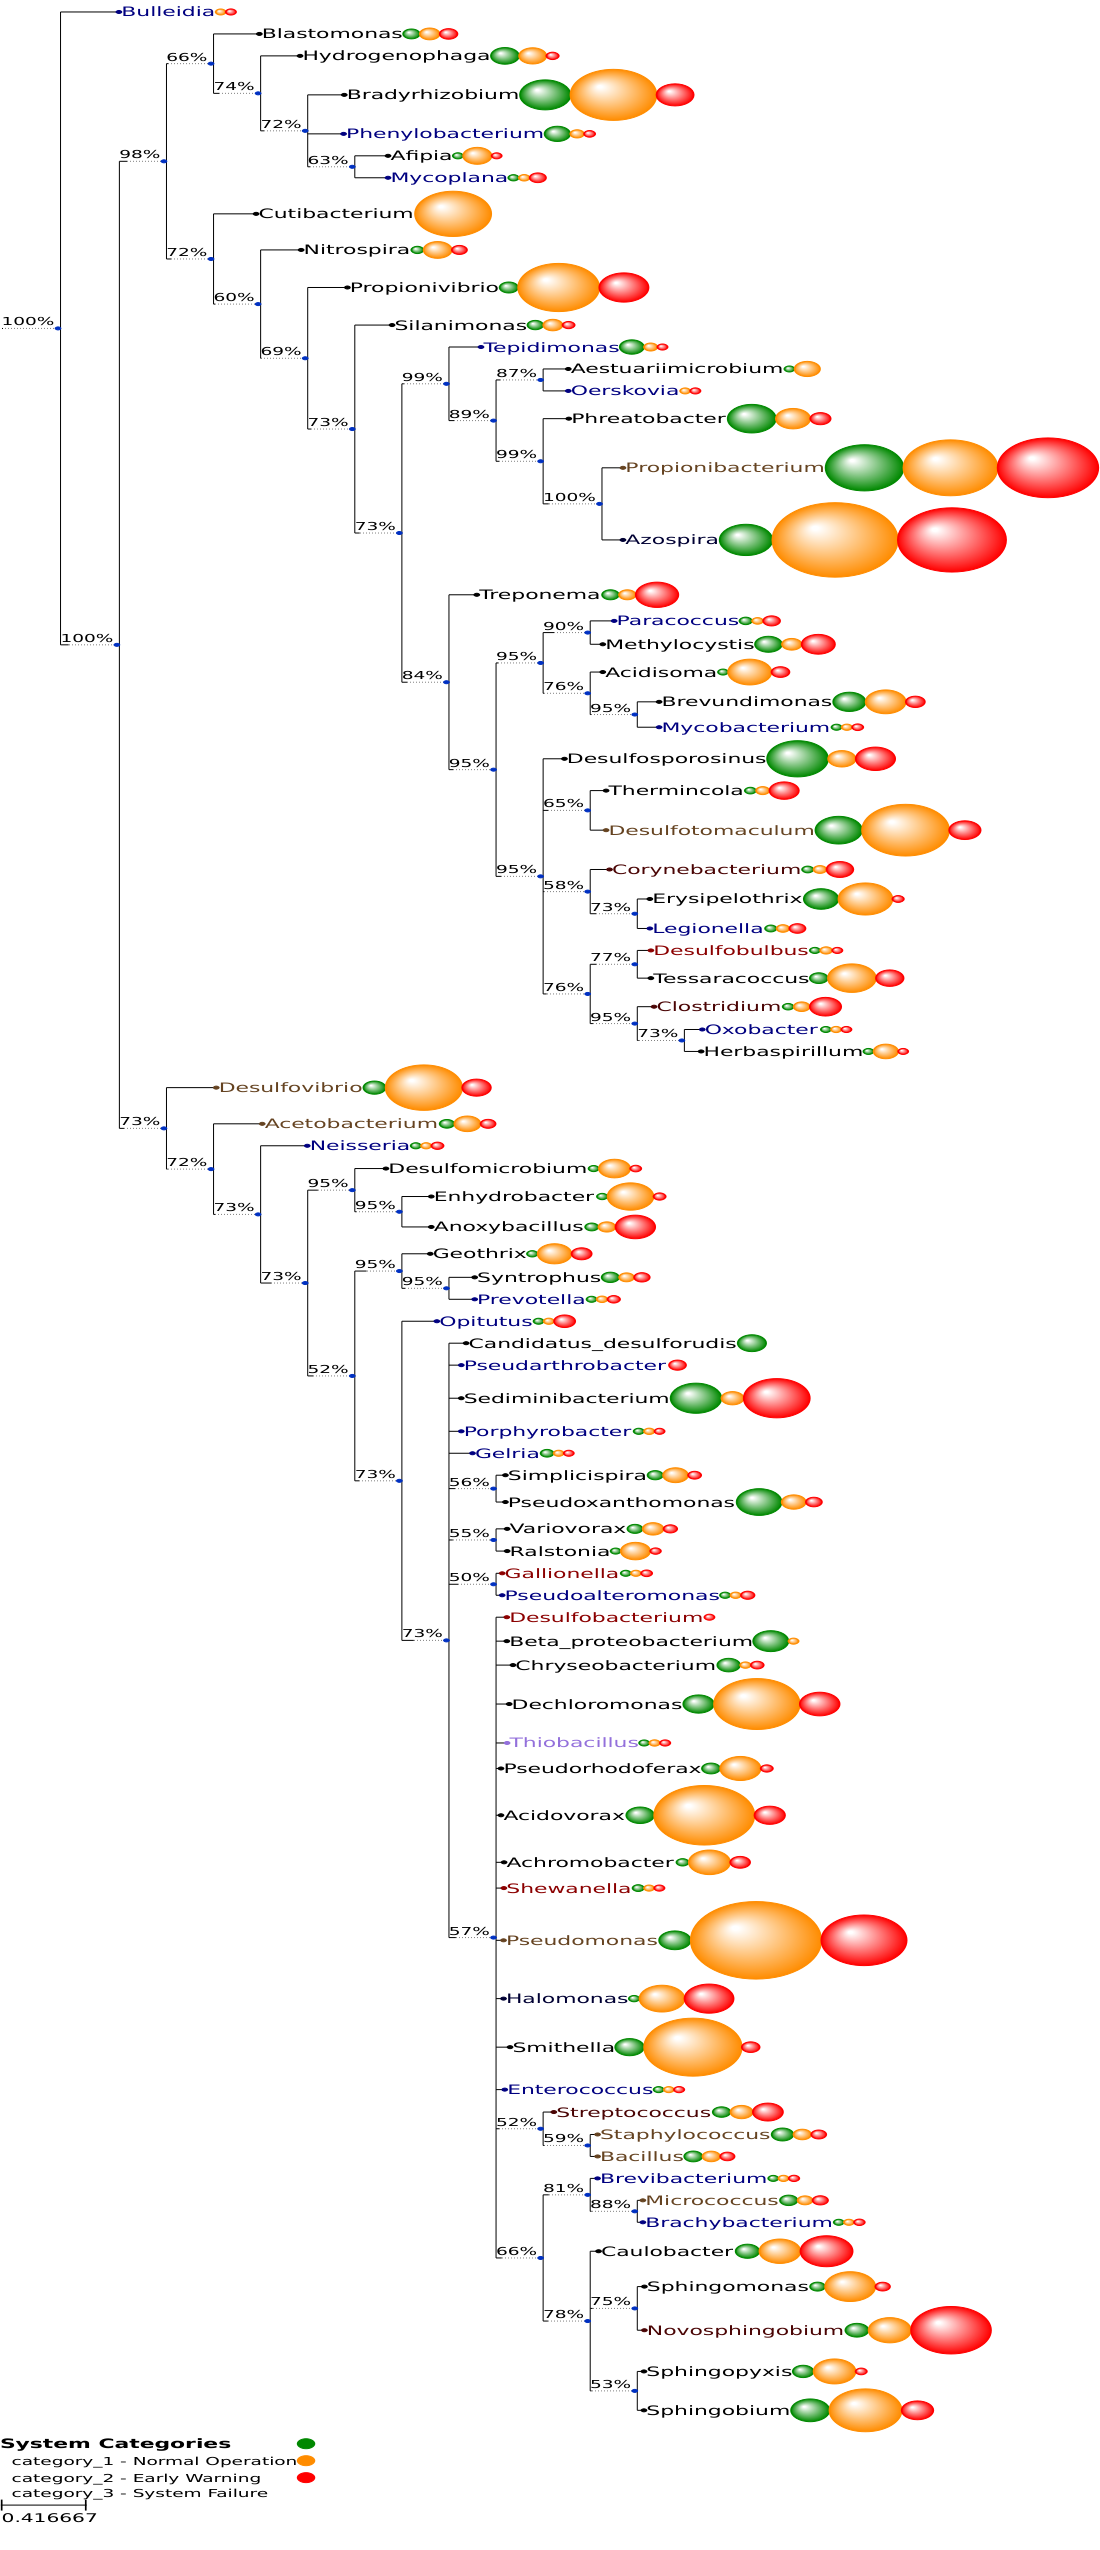 Bulleidia
Blastomonas
66%
Hydrogenophaga
74%
Bradyrhizobium
72%
Phenylobacterium
98%
Afipia
63%
Mycoplana
Cutibacterium
72%
Nitrospira
60%
Propionivibrio
100%
Silanimonas
69%
Tepidimonas
99%
87%
Aestuariimicrobium
Oerskovia
89%
Phreatobacter
73%
99%
Propionibacterium
100%
73%
Azospira
Treponema
Paracoccus
90%
100%
Methylocystis
95%
84%
Acidisoma
76%
Brevundimonas
95%
Mycobacterium
Desulfosporosinus
95%
Thermincola
65%
Desulfotomaculum
95%
Corynebacterium
58%
Erysipelothrix
73%
Legionella
Desulfobulbus
77%
Tessaracoccus
76%
Clostridium
95%
Oxobacter
73%
Herbaspirillum
Desulfovibrio
73%
Acetobacterium
Neisseria
72%
Desulfomicrobium
95%
Enhydrobacter
73%
95%
Anoxybacillus
Geothrix
95%
73%
Syntrophus
95%
Prevotella
Opitutus
Candidatus_desulforudis
52%
Pseudarthrobacter
Sediminibacterium
Porphyrobacter
Gelria
73%
Simplicispira
56%
Pseudoxanthomonas
Variovorax
55%
Ralstonia
Gallionella
50%
Pseudoalteromonas
Desulfobacterium
73%
Beta_proteobacterium
Chryseobacterium
Dechloromonas
Thiobacillus
Pseudorhodoferax
Acidovorax
Achromobacter
Shewanella
57%
Pseudomonas
Halomonas
Smithella
Enterococcus
Streptococcus
52%
Staphylococcus
59%
Bacillus
Brevibacterium
81%
Micrococcus
88%
Brachybacterium
66%
Caulobacter
Sphingomonas
75%
78%
Novosphingobium
Sphingopyxis
53%
Sphingobium
System Categories
category_1 - Normal Operation
category_2 - Early Warning
category_3 - System Failure
0.416667